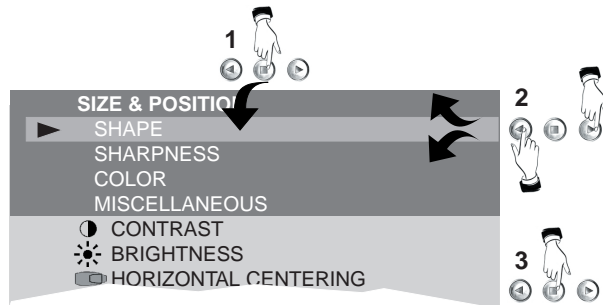 1
SIZE & POSITION
SHAPE
SHARPNESS
COLOR
MISCELLANEOUS
CONTRAST
BRIGHTNESS
HORIZONTAL CENTERING
2
3